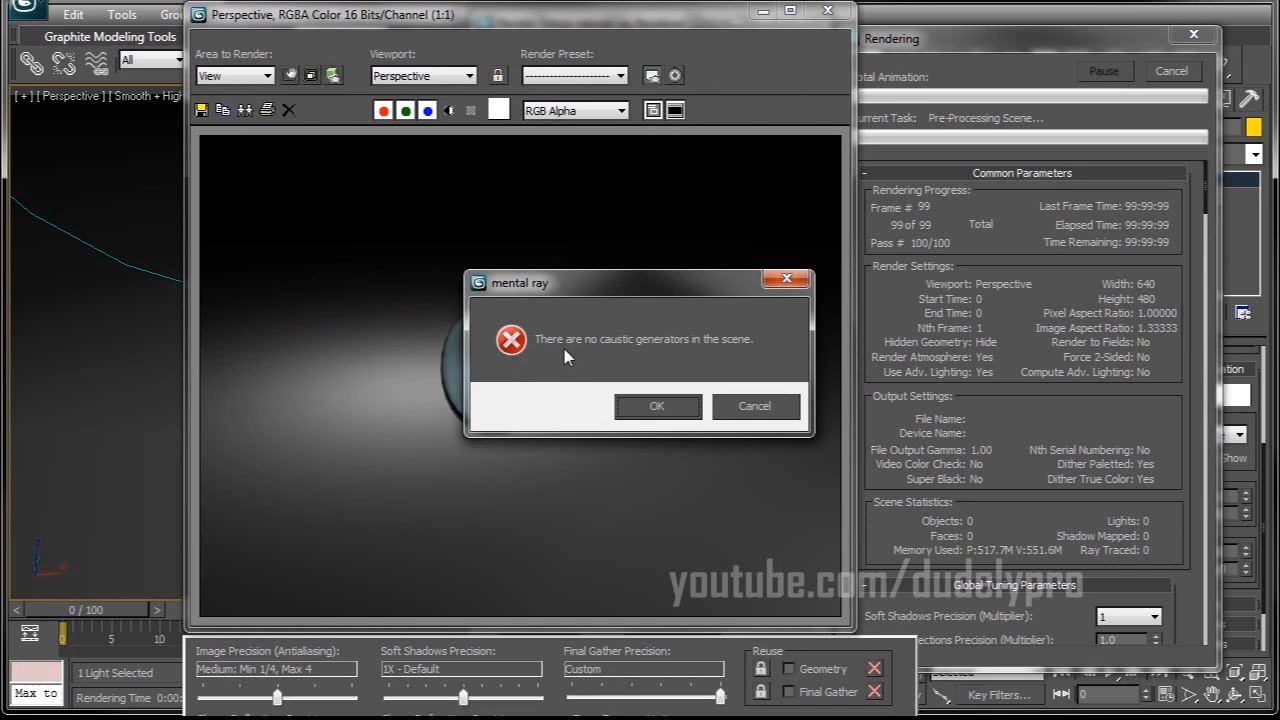 Edit
Tools
Graphite Modeling Tools
All
[ + ] [ Perspective ] [ Smooth + High
Perspective, RGBA Color 16 Bits/Channel (1:1)
Area to Render:
Viewport:
Render Preset:
View
Perspective
RGB Alpha
mental ray
There are no caustic generators in the scene.
OK
Cancel
Rendering
otal Animation:
Pause
Cancel
urrent Task:
Pre-Processing Scene...
Common Parameters
Rendering Progress:
Frame # 99
Last Frame Time: 99:99:99
99 of 99
Total
Elapsed Time: 99:99:99
Pass # 100/100
Time Remaining: 99:99:99
Render Settings:
Viewport: Perspective
Width: 640
Start Time: 0
Height: 480
End Time: 0
Pixel Aspect Ratio: 1.00000
Nth Frame: 1
Image Aspect Ratio: 1.33333
Hidden Geometry: Hide
Render to Fields: No
Render Atmosphere: Yes
Force 2-Sided: No
Use Adv. Lighting: Yes
Compute Adv. Lighting: No
Output Settings:
File Name:
Device Name:
File Output Gamma: 1.00
Nth Serial Numbering: No
Video Color Check: No
Dither Paletted: Yes
Super Black: No
Dither True Color: Yes
Scene Statistics:
Objects: 0
Lights: 0
Faces: 0
Shadow Mapped: 0
Memory Used: P:517.7M V:551.6M
Ray Traced: 0
Global Tuning Parameters
youtube.com/dudelypro
Soft Shadows Precision (Multiplier):
1
ections Precision (Multiplier):
1.0
ation
Show
0 / 100
0
5
10
1 Light Selected
Max to
Rendering Time 0:00:
Image Precision (Antialiasing):
Soft Shadows Precision:
Final Gather Precision:
Reuse
Medium: Min 1/4, Max 4
1X - Default
Custom
Geometry
Final Gather
Selected
Key Filters...
0